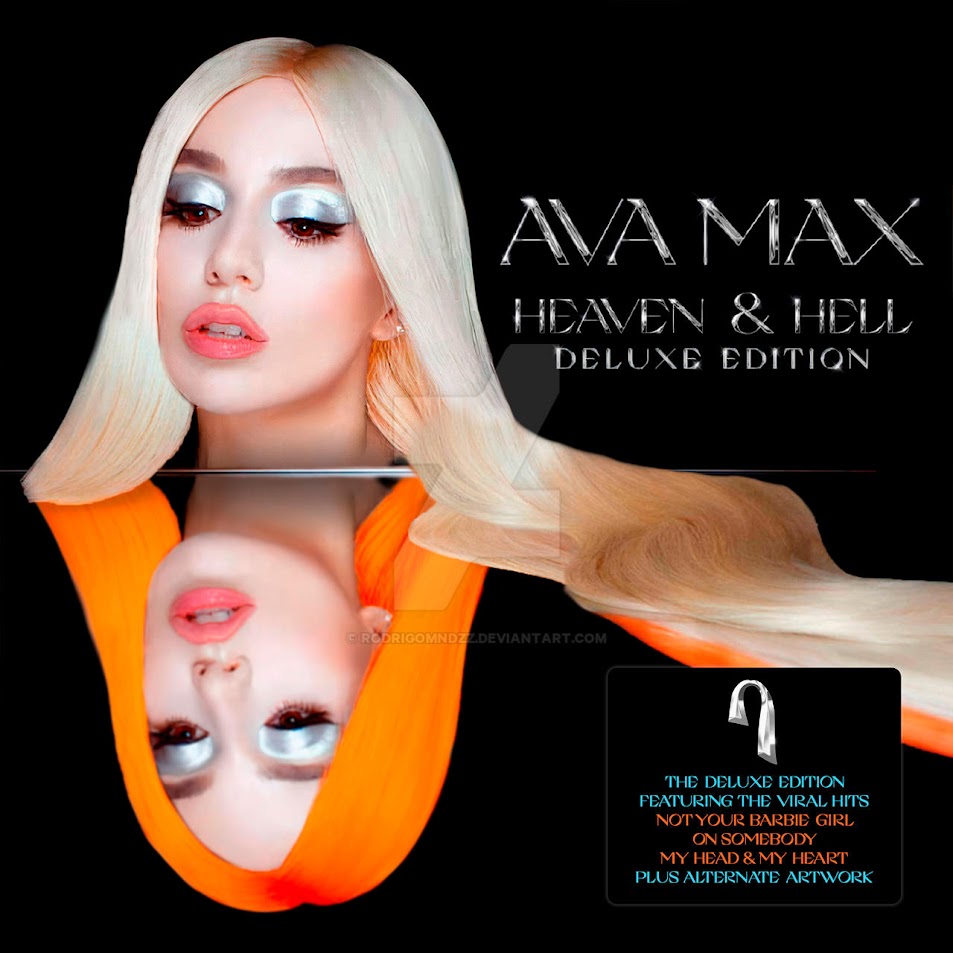 AVA MAX
HEAVEN & HELL
DELUXE EDITION
© RODRIGOMNDZZ.DEVIANTART.COM
THE DELUXE EDITION
FEATURING THE VIRAL HITS
NOT YOUR BARBIE GIRL
ON SOMEBODY
MY HEAD & MY HEART
PLUS ALTERNATE ARTWORK